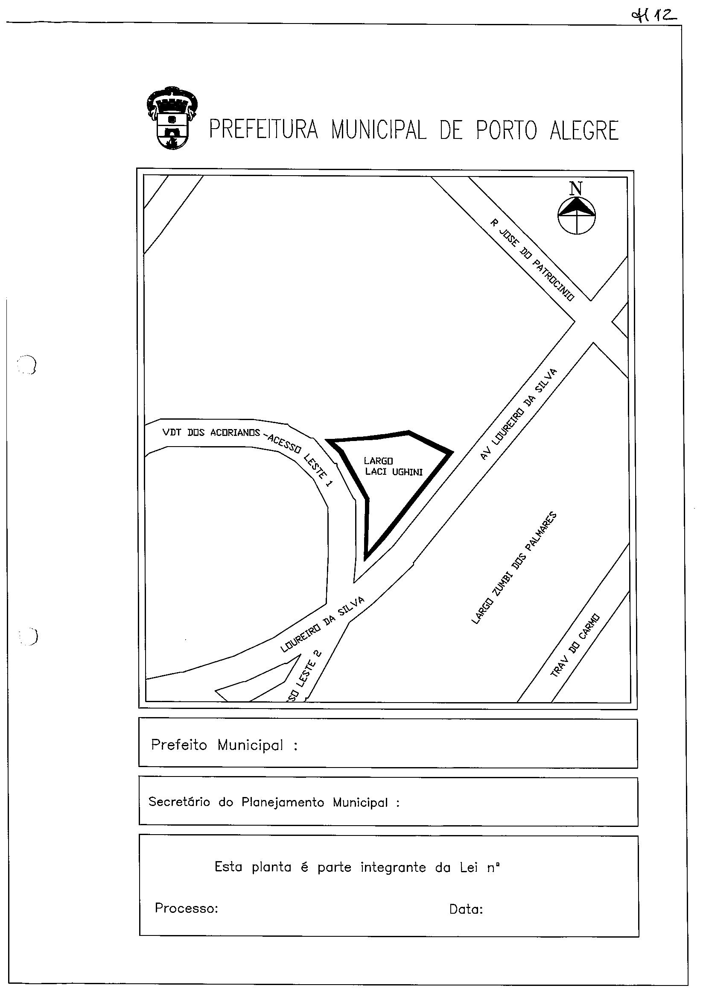 12
PREFEITURA MUNICIPAL DE PORTO ALEGRE
N
R JOSE DO PATROCINIO
AV LOUREIRO DA SILVA
VDT DOS ACORIANOS-ACESSO LESTE 1
LARGO
LACI UGHINI
LARGO ZUMBI DOS PALMARES
LOUREIRO DA SILVA
SO LESTE 2
TRAV DO CARMO
Prefeito Municipal :
Secretário do Planejamento Municipal :
Esta planta é parte integrante da Lei nº
Processo:
Data: